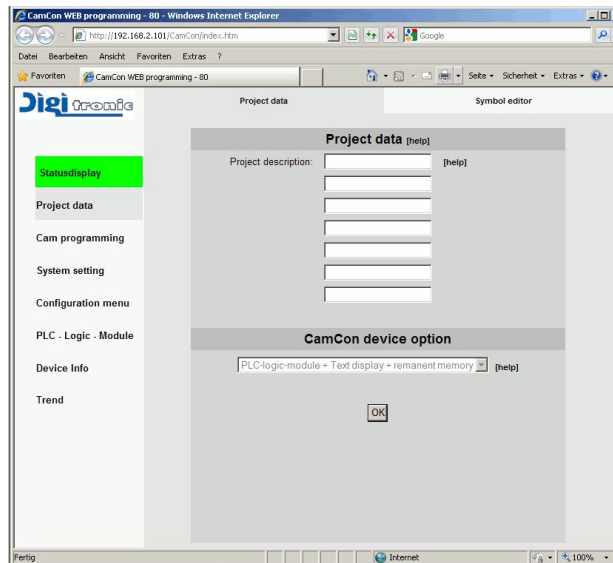 CamCon WEB programming - 80 - Windows Internet Explorer
http://192.168.2.101/CamCon/index.htm
Google
Datei Bearbeiten Ansicht Favoriten Extras ?
Favoriten CamCon WEB programming - 80
Seite Sicherheit Extras
Digitronic
Project data Symbol editor
Project data [help]
Project description: [help]
Statusdisplay
Project data
Cam programming
System setting
Configuration menu
PLC - Logic - Module
Device Info
Trend
CamCon device option
PLC-logic-module + Text display + remanent memory [help]
OK
Fertig Internet 100%